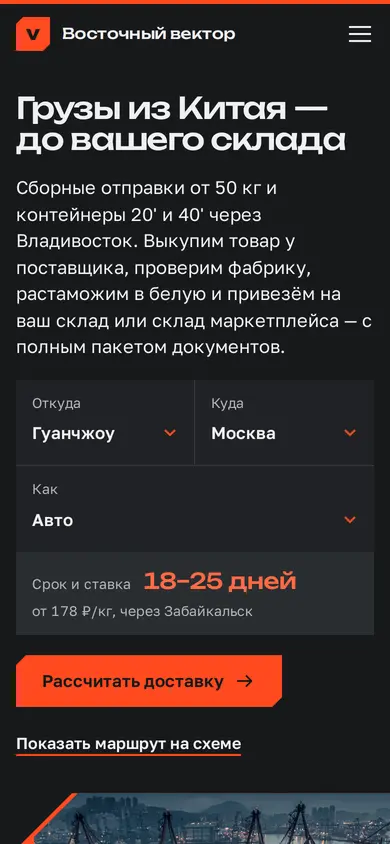 v Восточный вектор
Грузы из Китая —
до вашего склада
Сборные отправки от 50 кг и
контейнеры 20' и 40' через
Владивосток. Выкупим товар у
поставщика, проверим фабрику,
растаможим в белую и привезём на
ваш склад или склад маркетплейса — с
полным пакетом документов.
Откуда
Гуанчжоу
Куда
Москва
Как
Авто
Срок и ставка 18–25 дней
от 178 ₽/кг, через Забайкальск
Рассчитать доставку →
Показать маршрут на схеме